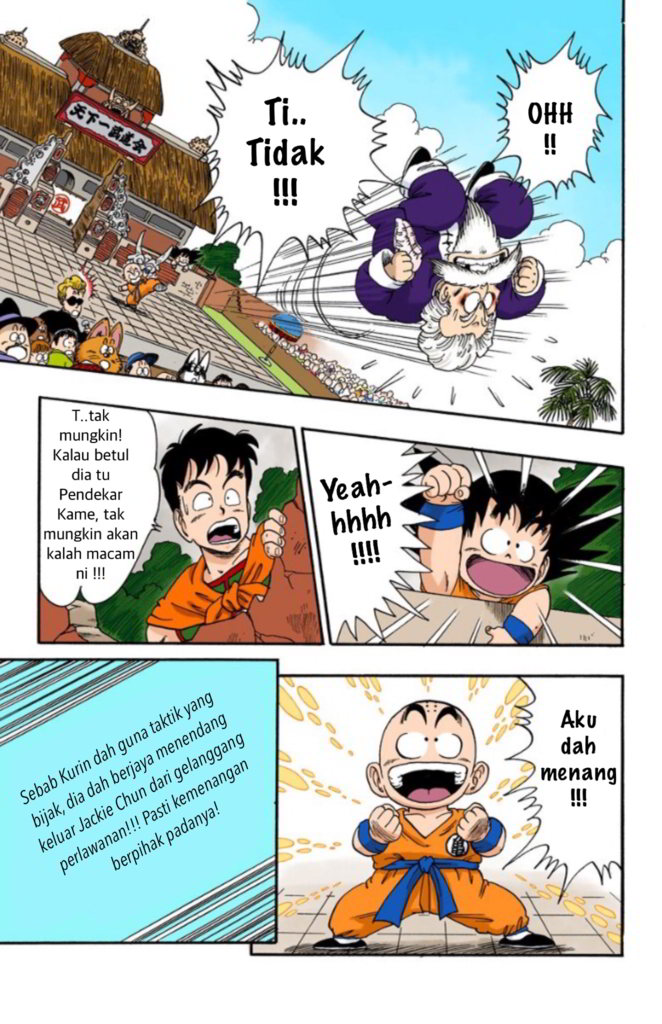 OHH
!!
Ti..
Tidak
!!!
天下一武道会
武
T..tak
mungkin!
Kalau betul
dia tu
Pendekar
Kame, tak
mungkin akan
kalah macam
ni !!!
Yeah-
hhhh
!!!!
Aku
dah
menang
!!!
Sebab Kurin dah guna taktik yang
bijak, dia dah berjaya menendang
keluar Jackie Chun dari gelanggang
perlawanan!!! Pasti kemenangan
berpihak padanya!